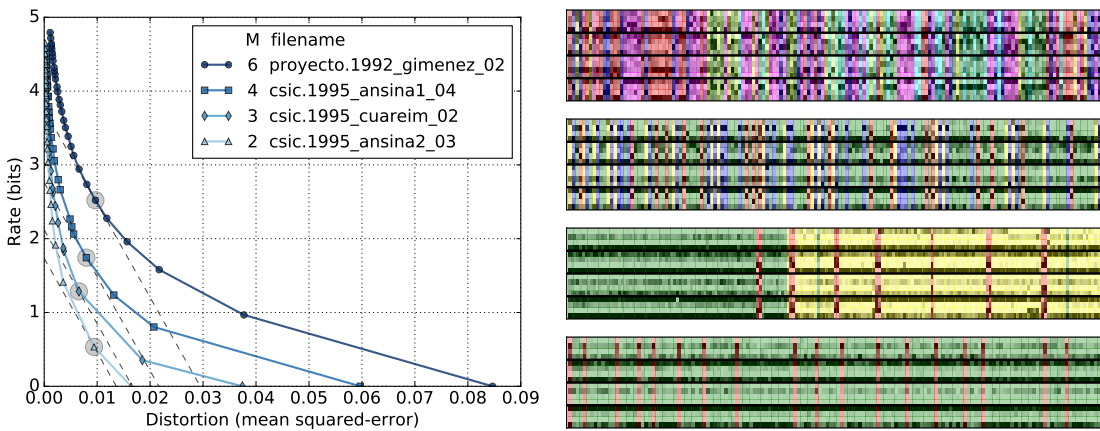 5
4
3
2
1
0
Rate (bits)
M filename
6 proyecto.1992_gimenez_02
4 csic.1995_ansina1_04
3 csic.1995_cuareim_02
2 csic.1995_ansina2_03
0.00 0.01 0.02 0.03 0.04 0.05 0.06 0.07 0.08 0.09
Distortion (mean squared-error)